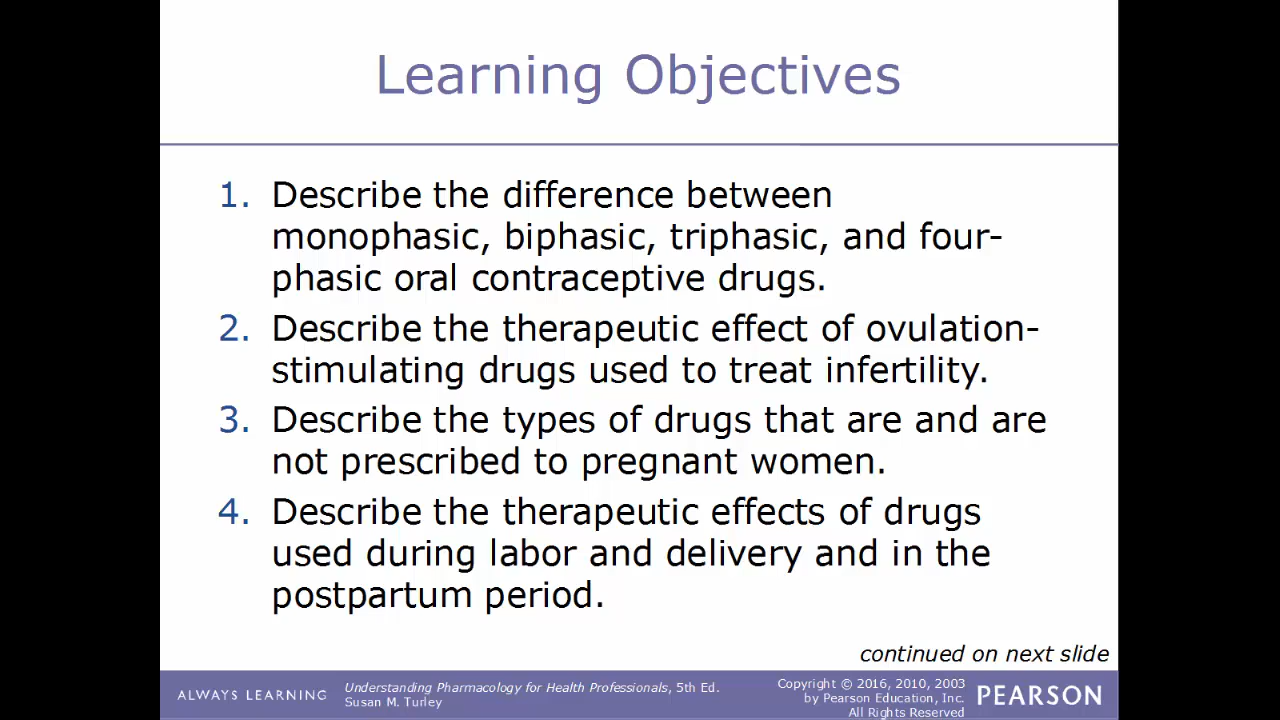 Learning Objectives
1. Describe the difference between
monophasic, biphasic, triphasic, and four-
phasic oral contraceptive drugs.
2. Describe the therapeutic effect of ovulation-
stimulating drugs used to treat infertility.
3. Describe the types of drugs that are and are
not prescribed to pregnant women.
4. Describe the therapeutic effects of drugs
used during labor and delivery and in the
postpartum period.
continued on next slide
ALWAYS LEARNING
Understanding Pharmacology for Health Professionals, 5th Ed.
Susan M. Turley
Copyright © 2016, 2010, 2003
by Pearson Education, Inc.
All Rights Reserved
PEARSON